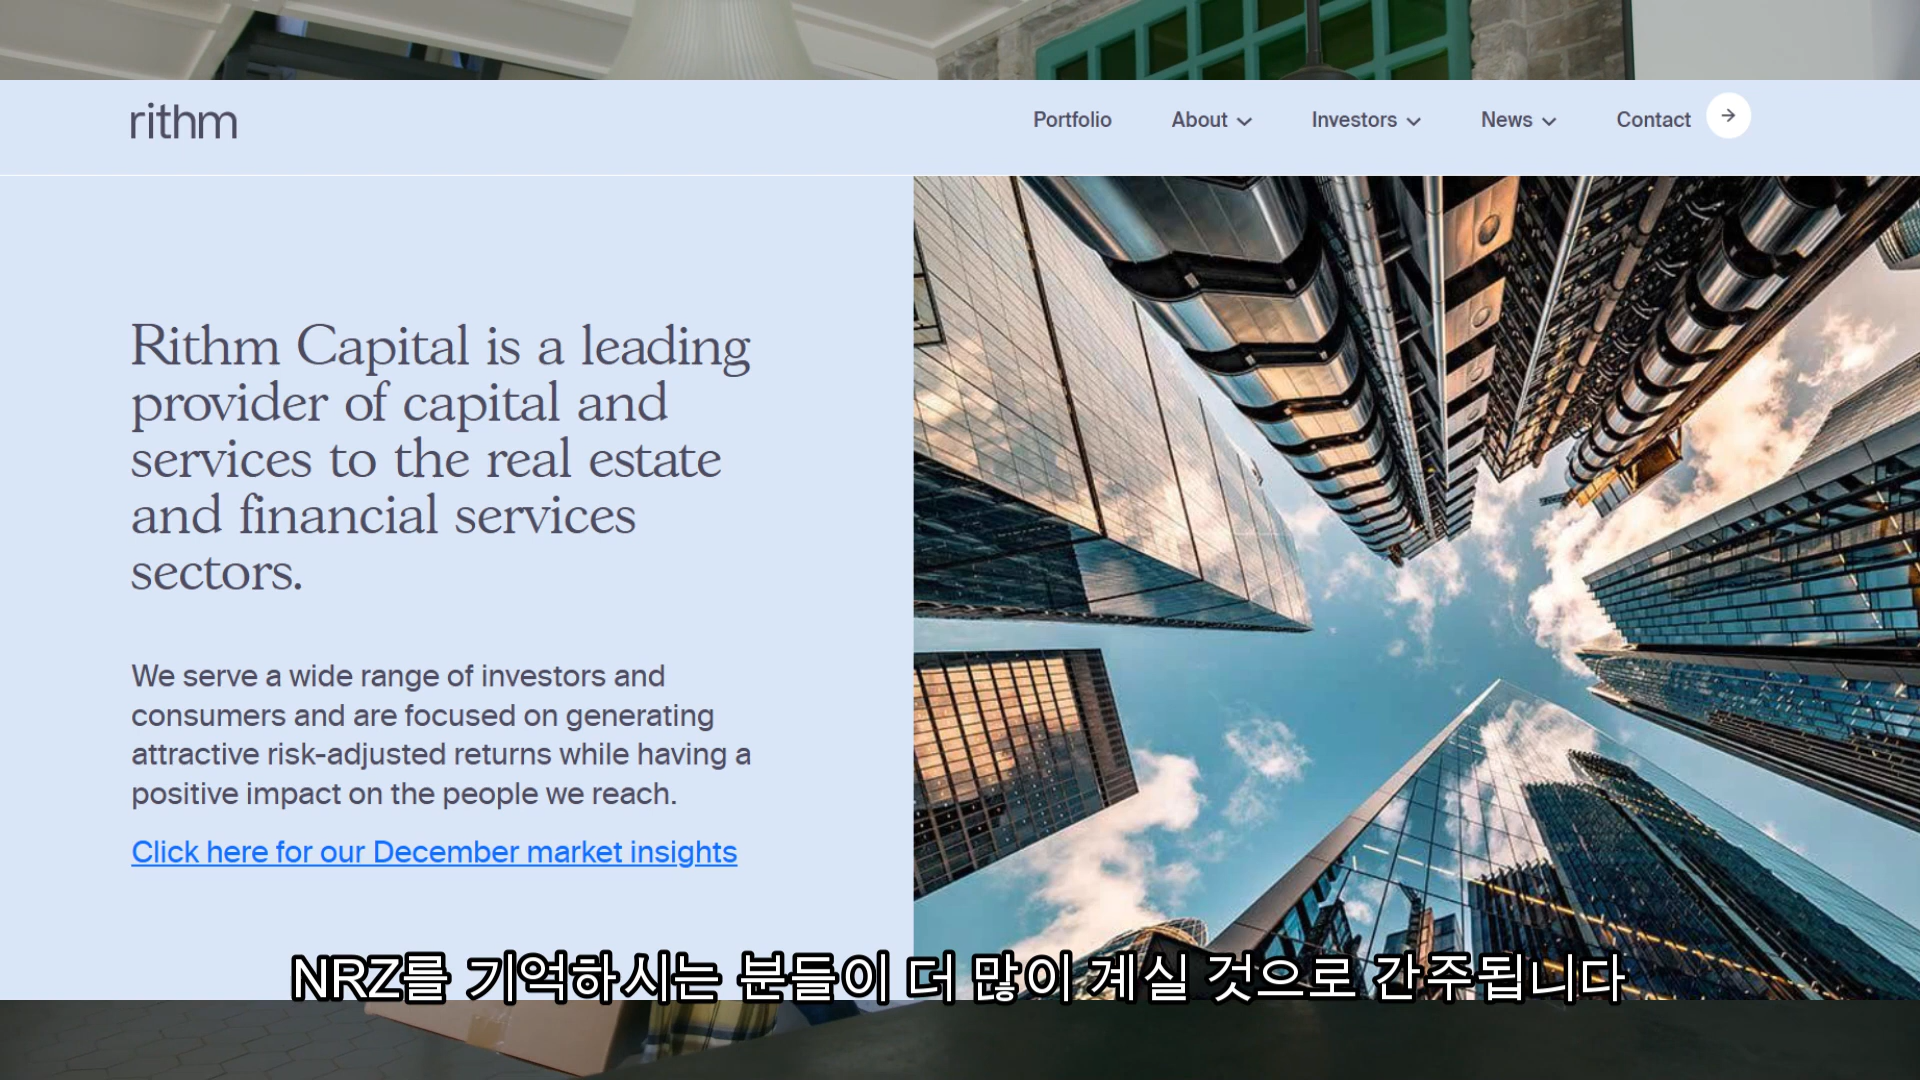 rithm
Portfolio About Investors News Contact
Rithm Capital is a leading
provider of capital and
services to the real estate
and financial services
sectors.
We serve a wide range of investors and
consumers and are focused on generating
attractive risk-adjusted returns while having a
positive impact on the people we reach.
Click here for our December market insights
NRZ를 기억하시는 분들이 더 많이 계실 것으로 간주됩니다